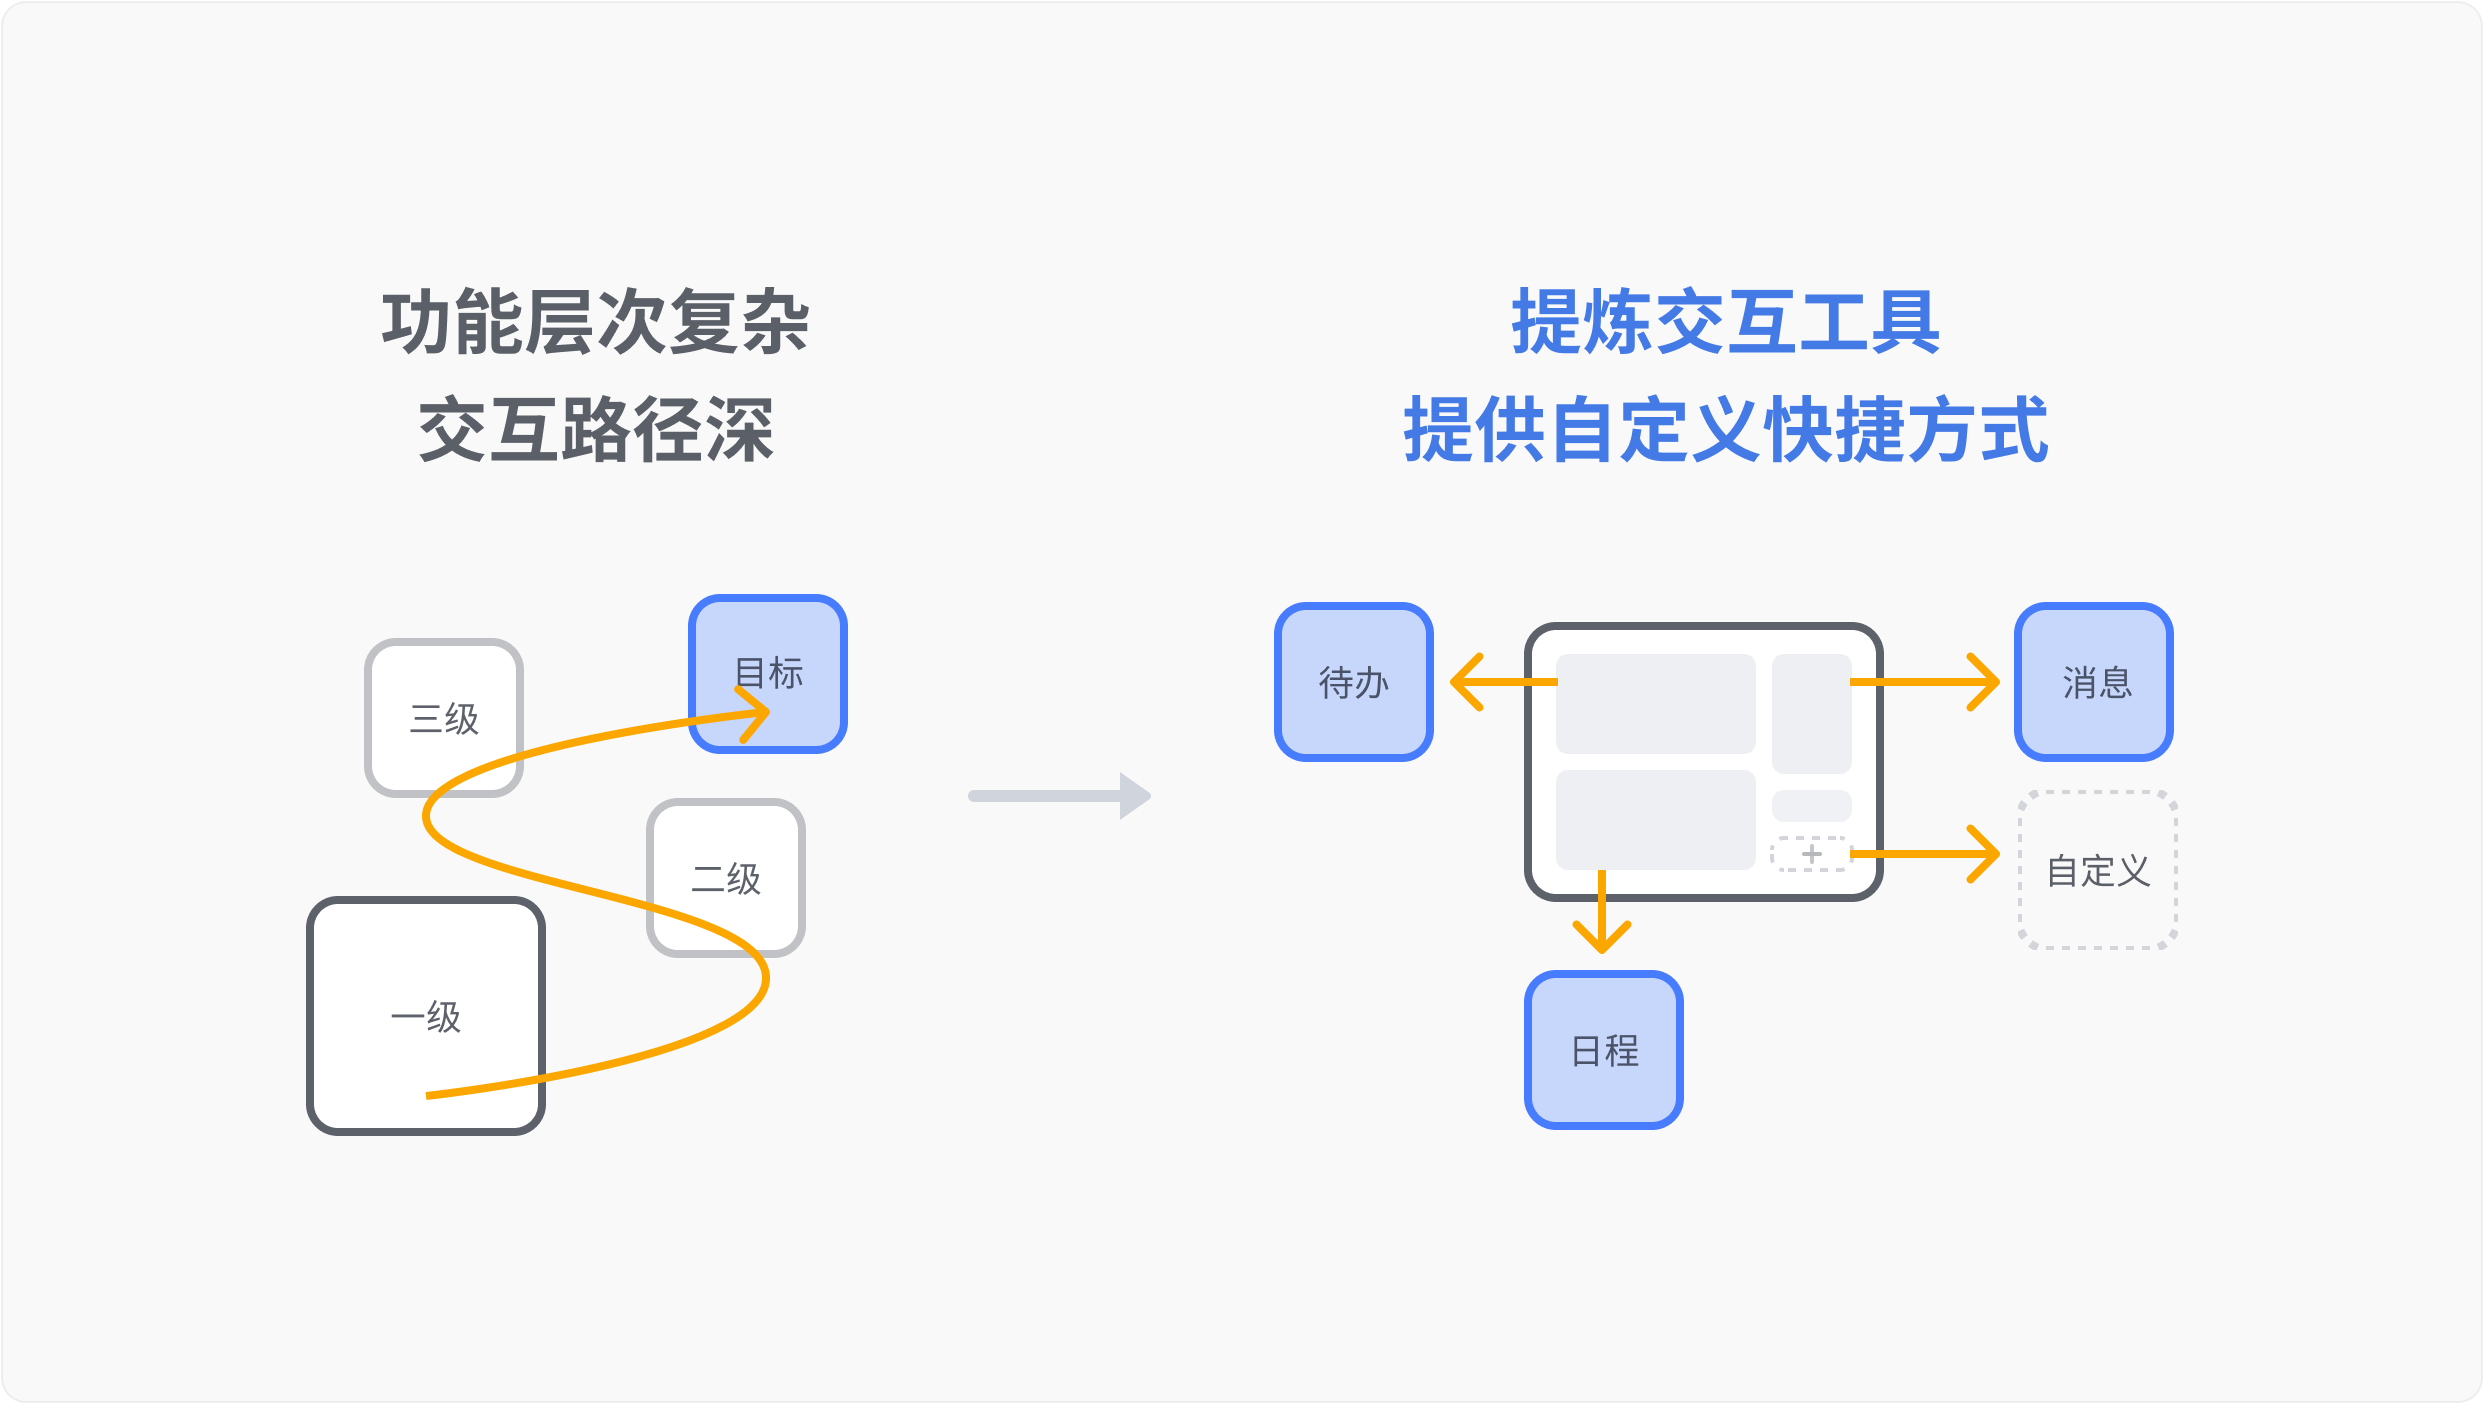 功能层次复杂
交互路径深
目标
三级
二级
一级
提炼交互工具
提供自定义快捷方式
待办
消息
自定义
日程